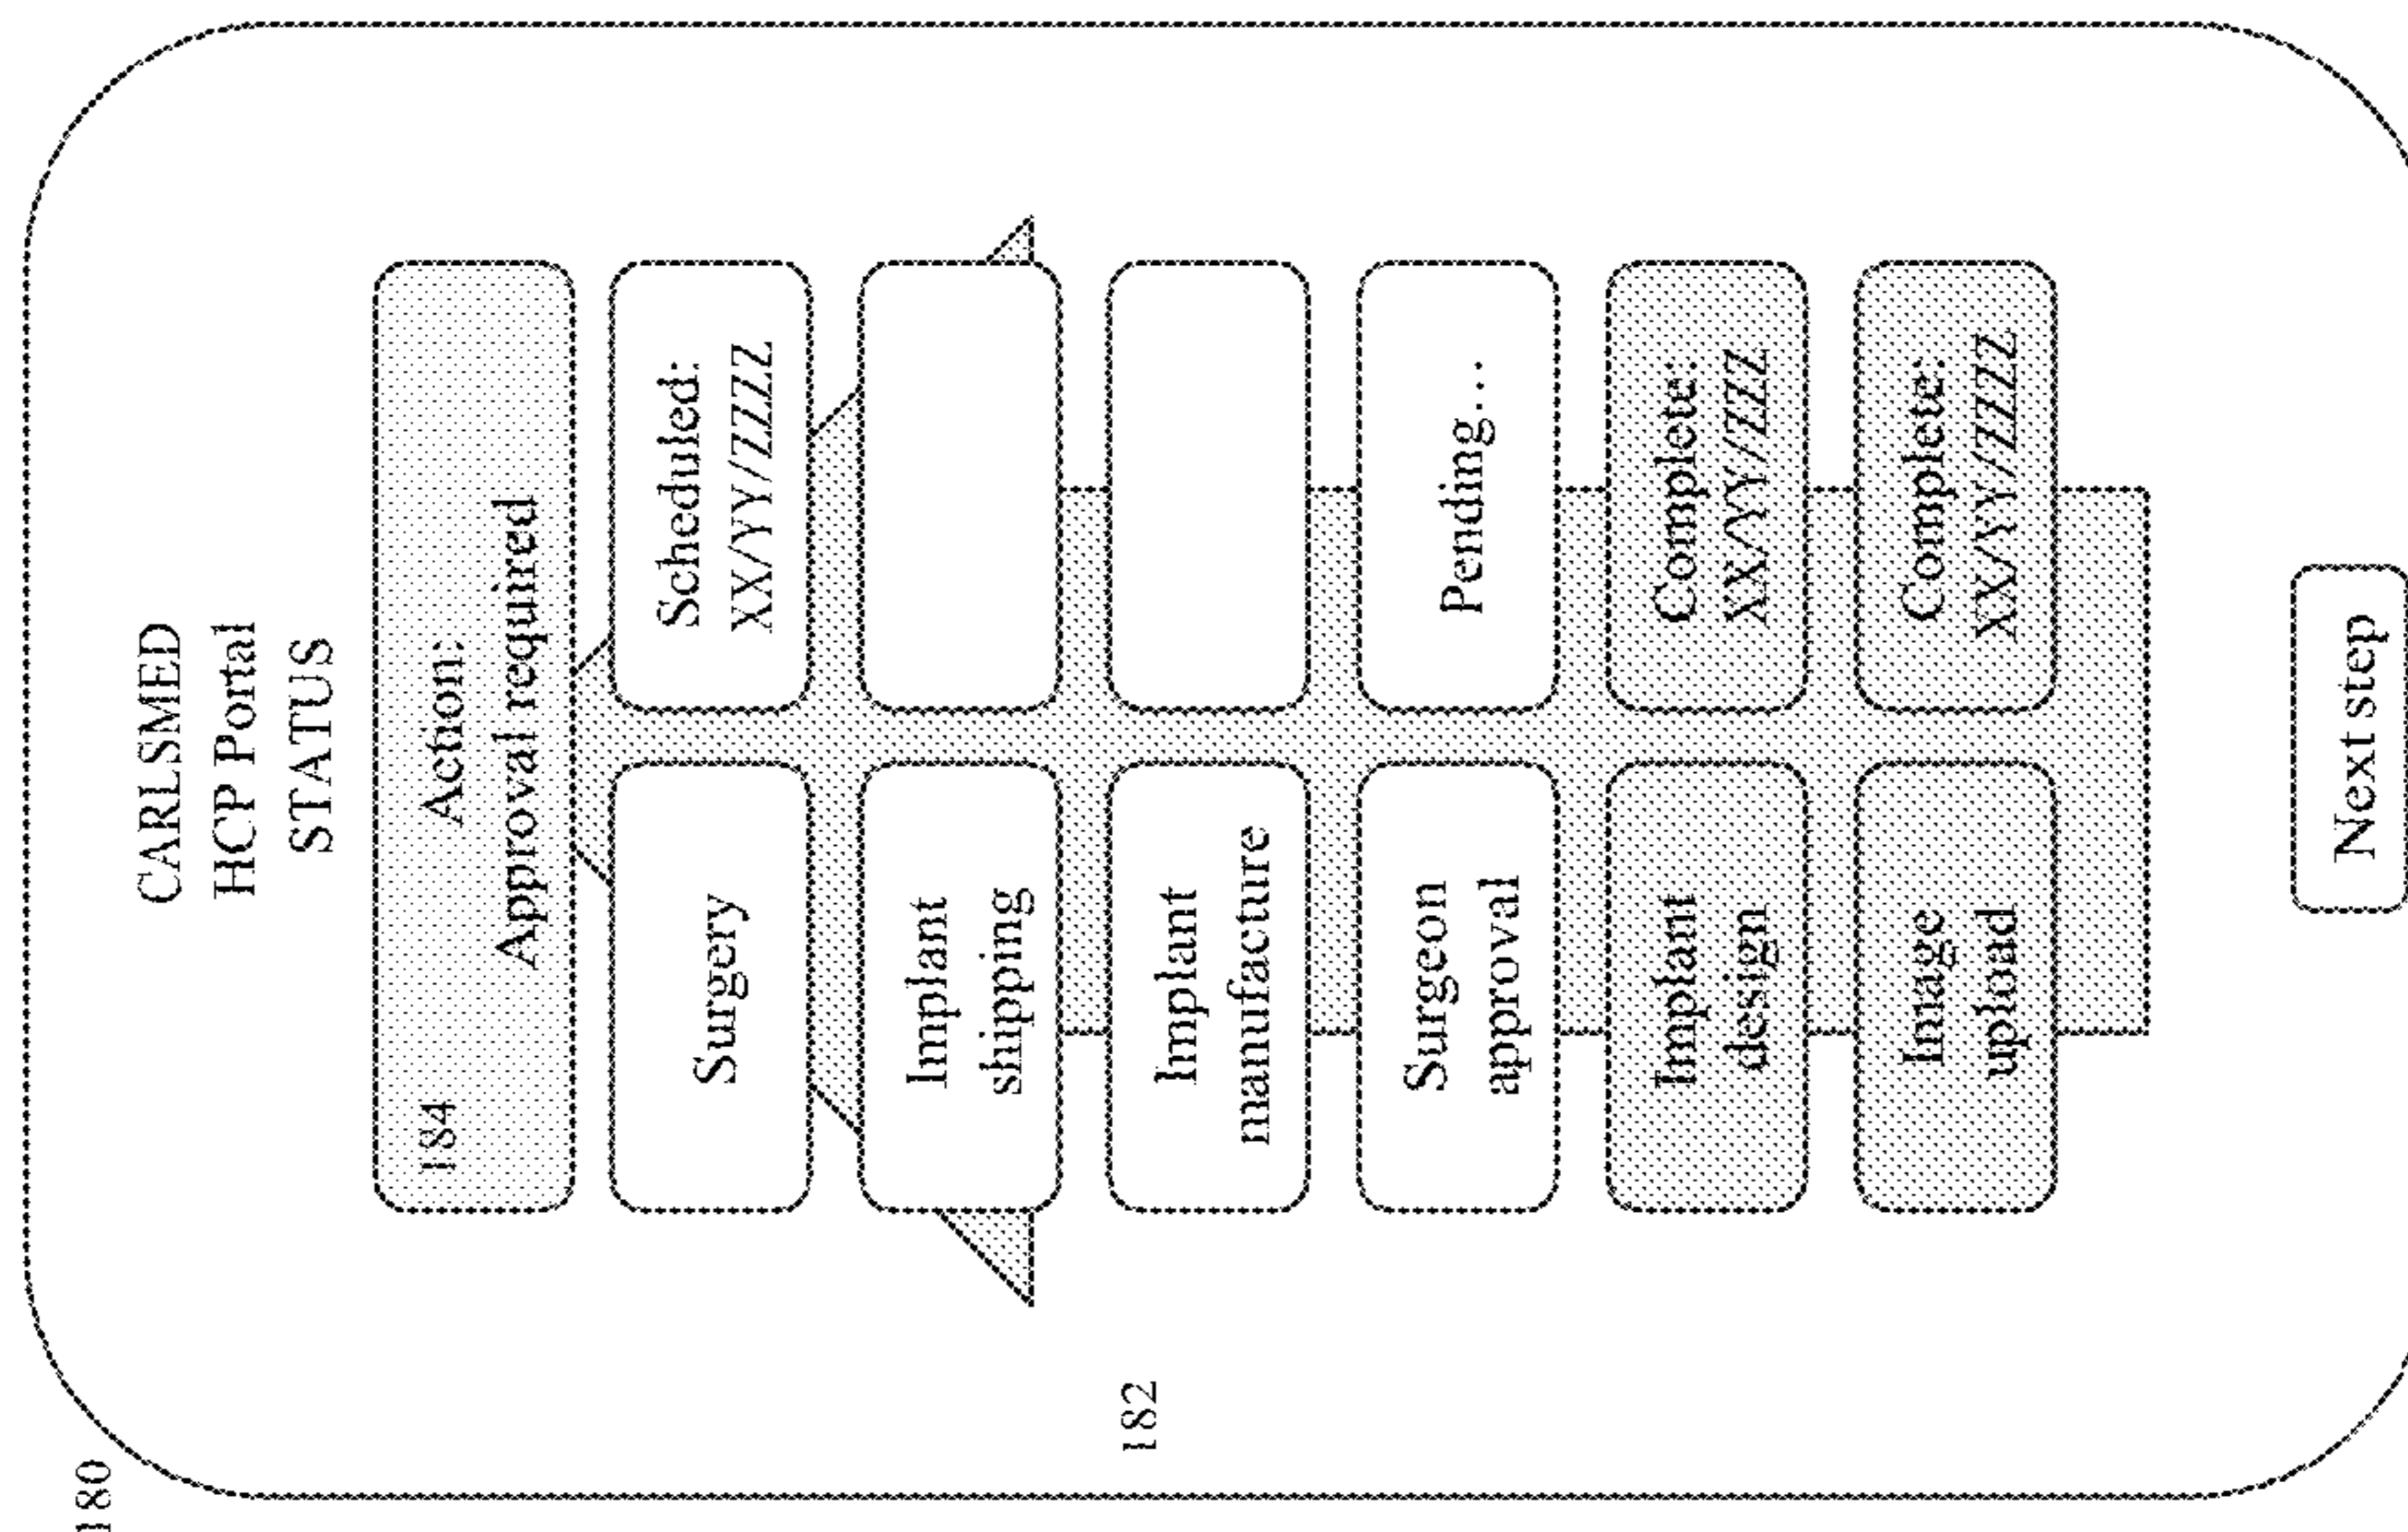 180
CARLSMED
HCP Portal
STATUS
184
Action:
Approval required
Surgery
Scheduled:
XX/YY/ZZZZ
Implant
shipping
182
Implant
manufacture
Surgeon
approval
Pending...
Implant
design
Complete:
XX/YY/ZZZ
Image
upload
Complete:
XX/YY/ZZZZ
Next step